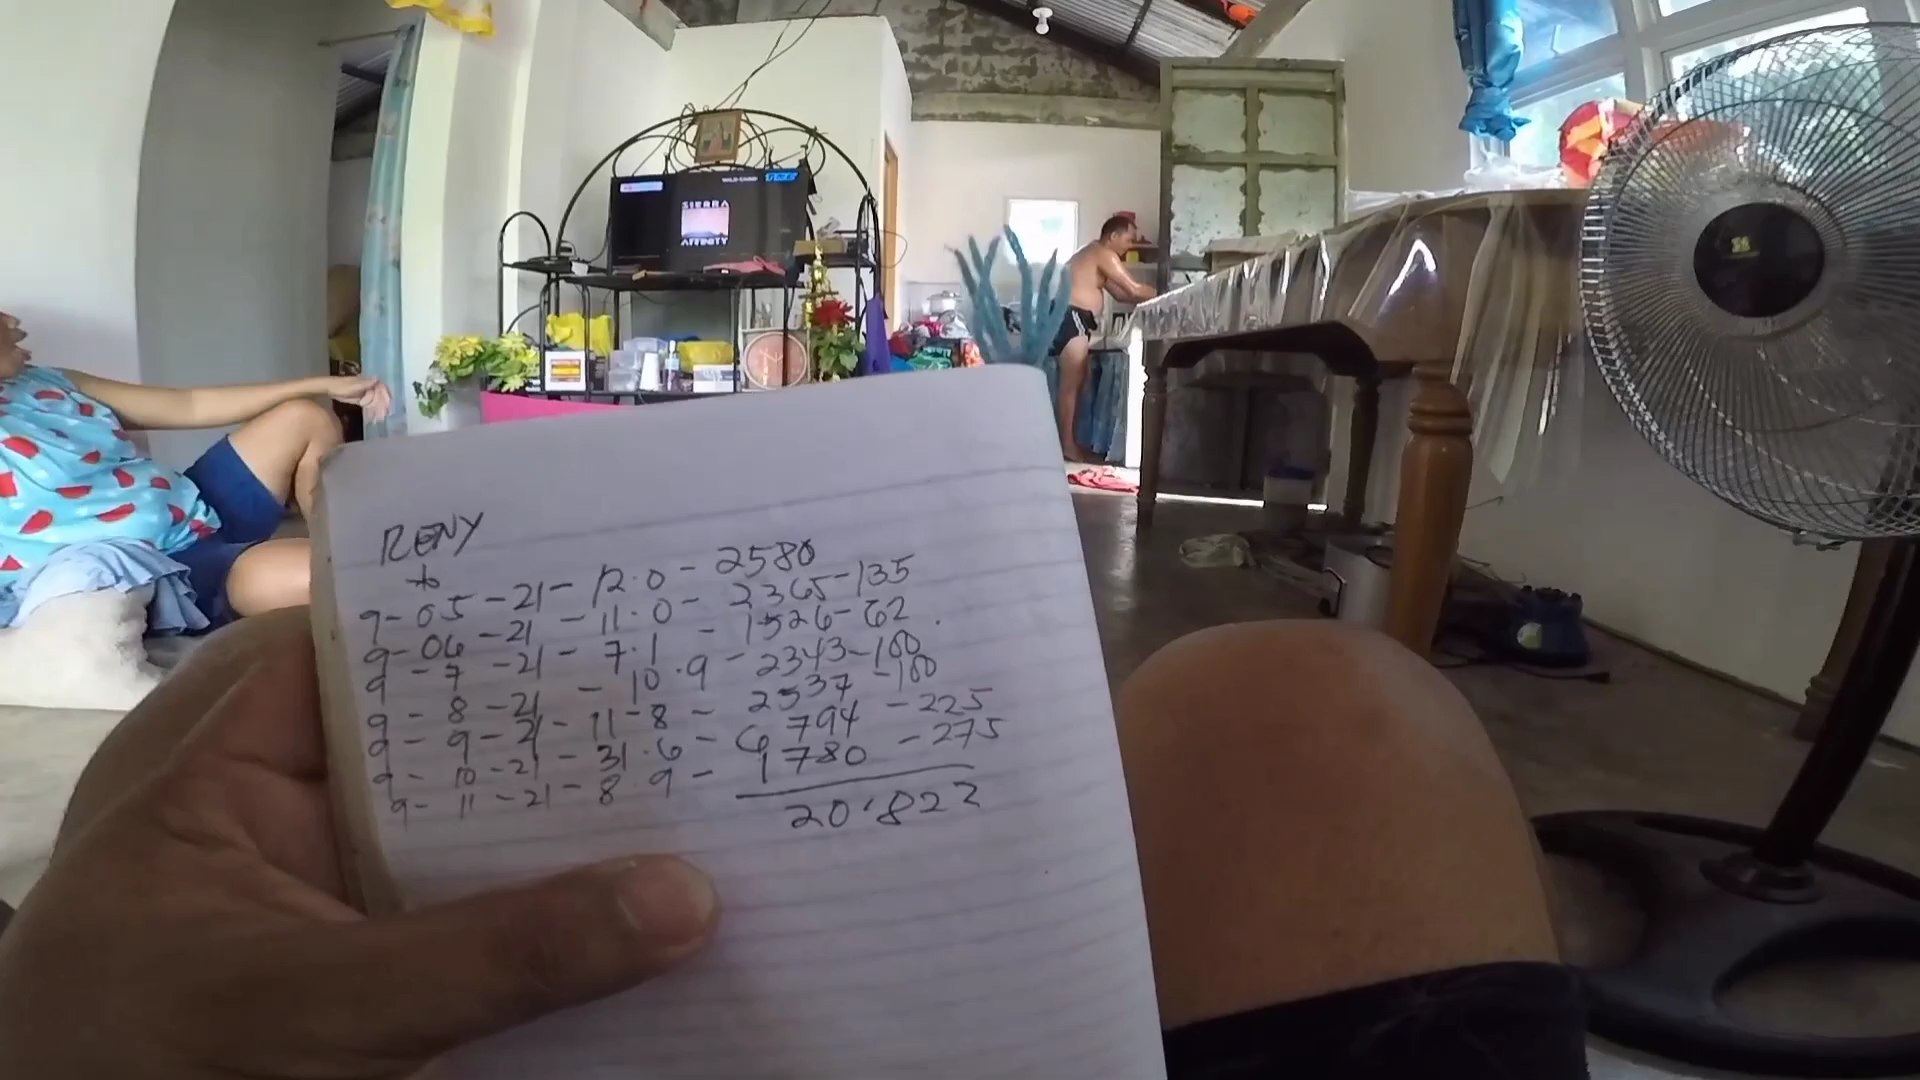 SIERRA
AFFINITY
RENY
9-05-21-12.0-2580
9-06-21-11.0-2365-135
9-7-21-7.1-1526-62
9-8-21-10.9-2343-100
9-9-21-11-8-2537-100
9-10-21-31.6-6794-225
9-11-21-8.9-1780-275
20.822